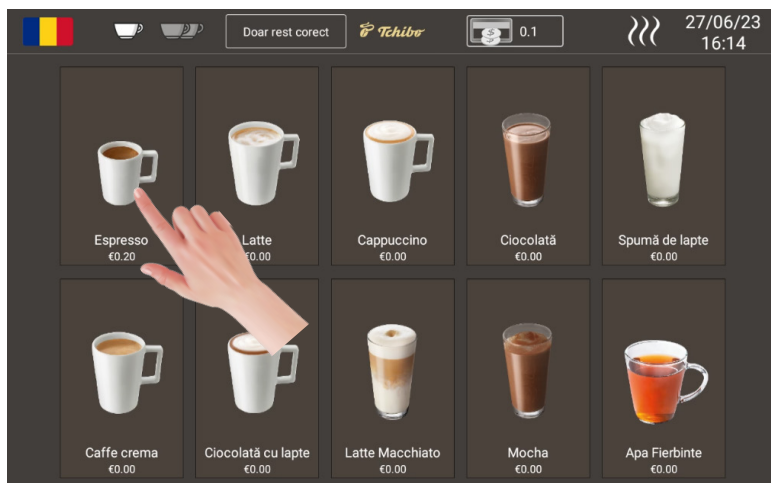 Doar rest corect
Tchibo
0.1
27/06/23
16:14
Espresso
€0.20
Latte
€0.00
Cappuccino
€0.00
Ciocolată
€0.00
Spumă de lapte
€0.00
Caffe crema
€0.00
Ciocolată cu lapte
€0.00
Latte Macchiato
€0.00
Mocha
€0.00
Apa Fierbinte
€0.00